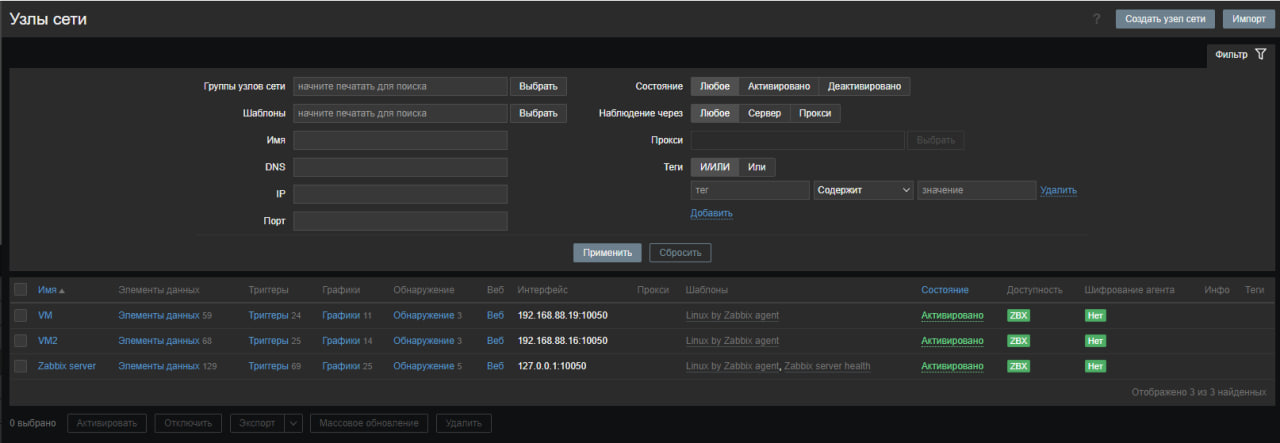 Узлы сети ? Создать узел сети Импорт
Фильтр
Группы узлов сети начните печатать для поиска Выбрать Состояние Любое Активировано Деактивировано
Шаблоны начните печатать для поиска Выбрать Наблюдение через Любое Сервер Прокси
Имя Прокси Выбрать
DNS Теги И/ИЛИ Или
IP тег Содержит значение Удалить
Порт Добавить
Применить Сбросить
Имя Элементы данных Триггеры Графики Обнаружение Веб Интерфейс Прокси Шаблоны Состояние Доступность Шифрование агента Инфо Теги
VM Элементы данных 59 Триггеры 24 Графики 11 Обнаружение 3 Веб 192.168.88.19:10050 Linux by Zabbix agent Активировано ZBX Нет
VM2 Элементы данных 68 Триггеры 25 Графики 14 Обнаружение 3 Веб 192.168.88.16:10050 Linux by Zabbix agent Активировано ZBX Нет
Zabbix server Элементы данных 129 Триггеры 69 Графики 25 Обнаружение 5 Веб 127.0.0.1:10050 Linux by Zabbix agent, Zabbix server health Активировано ZBX Нет
Отображено 3 из 3 найденных
0 выбрано Активировать Отключить Экспорт Массовое обновление Удалить